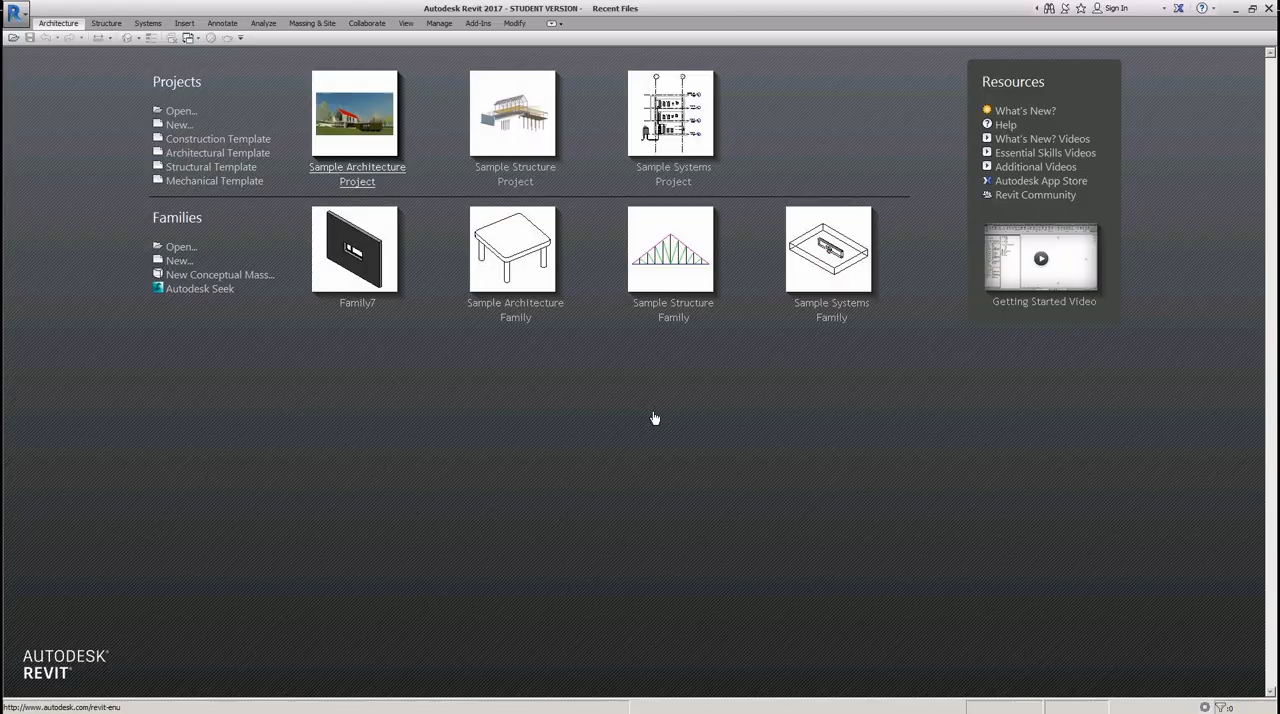 Autodesk Revit 2017 - STUDENT VERSION - Recent Files
Sign In
Architecture Structure Systems Insert Annotate Analyze Massing & Site Collaborate View Manage Add-Ins Modify
Projects
Open...
New...
Construction Template
Architectural Template
Structural Template
Mechanical Template
Sample Architecture
Project
Sample Structure
Project
Sample Systems
Project
Families
Open...
New...
New Conceptual Mass...
Autodesk Seek
Family7
Sample Architecture
Family
Sample Structure
Family
Sample Systems
Family
Resources
What's New?
Help
What's New? Videos
Essential Skills Videos
Additional Videos
Autodesk App Store
Revit Community
Getting Started Video
AUTODESK®
REVIT®
http://www.autodesk.com/revit-enu
:0